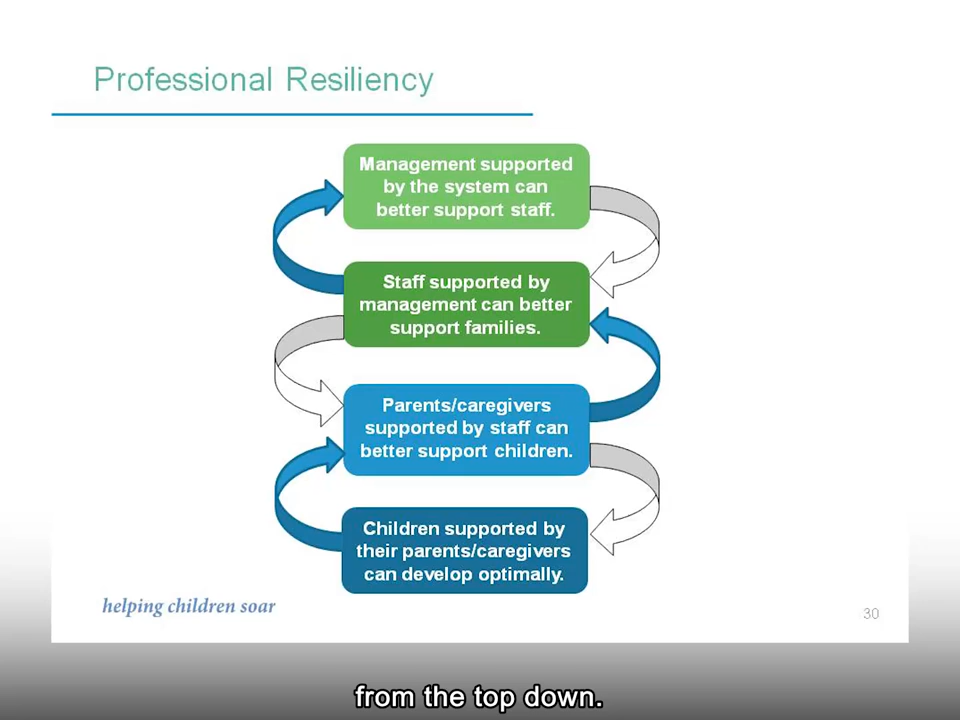 Professional Resiliency
Management supported
by the system can
better support staff.
Staff supported by
management can better
support families.
Parents/caregivers
supported by staff can
better support children.
Children supported by
their parents/caregivers
can develop optimally.
helping children soar
30
from the top down.